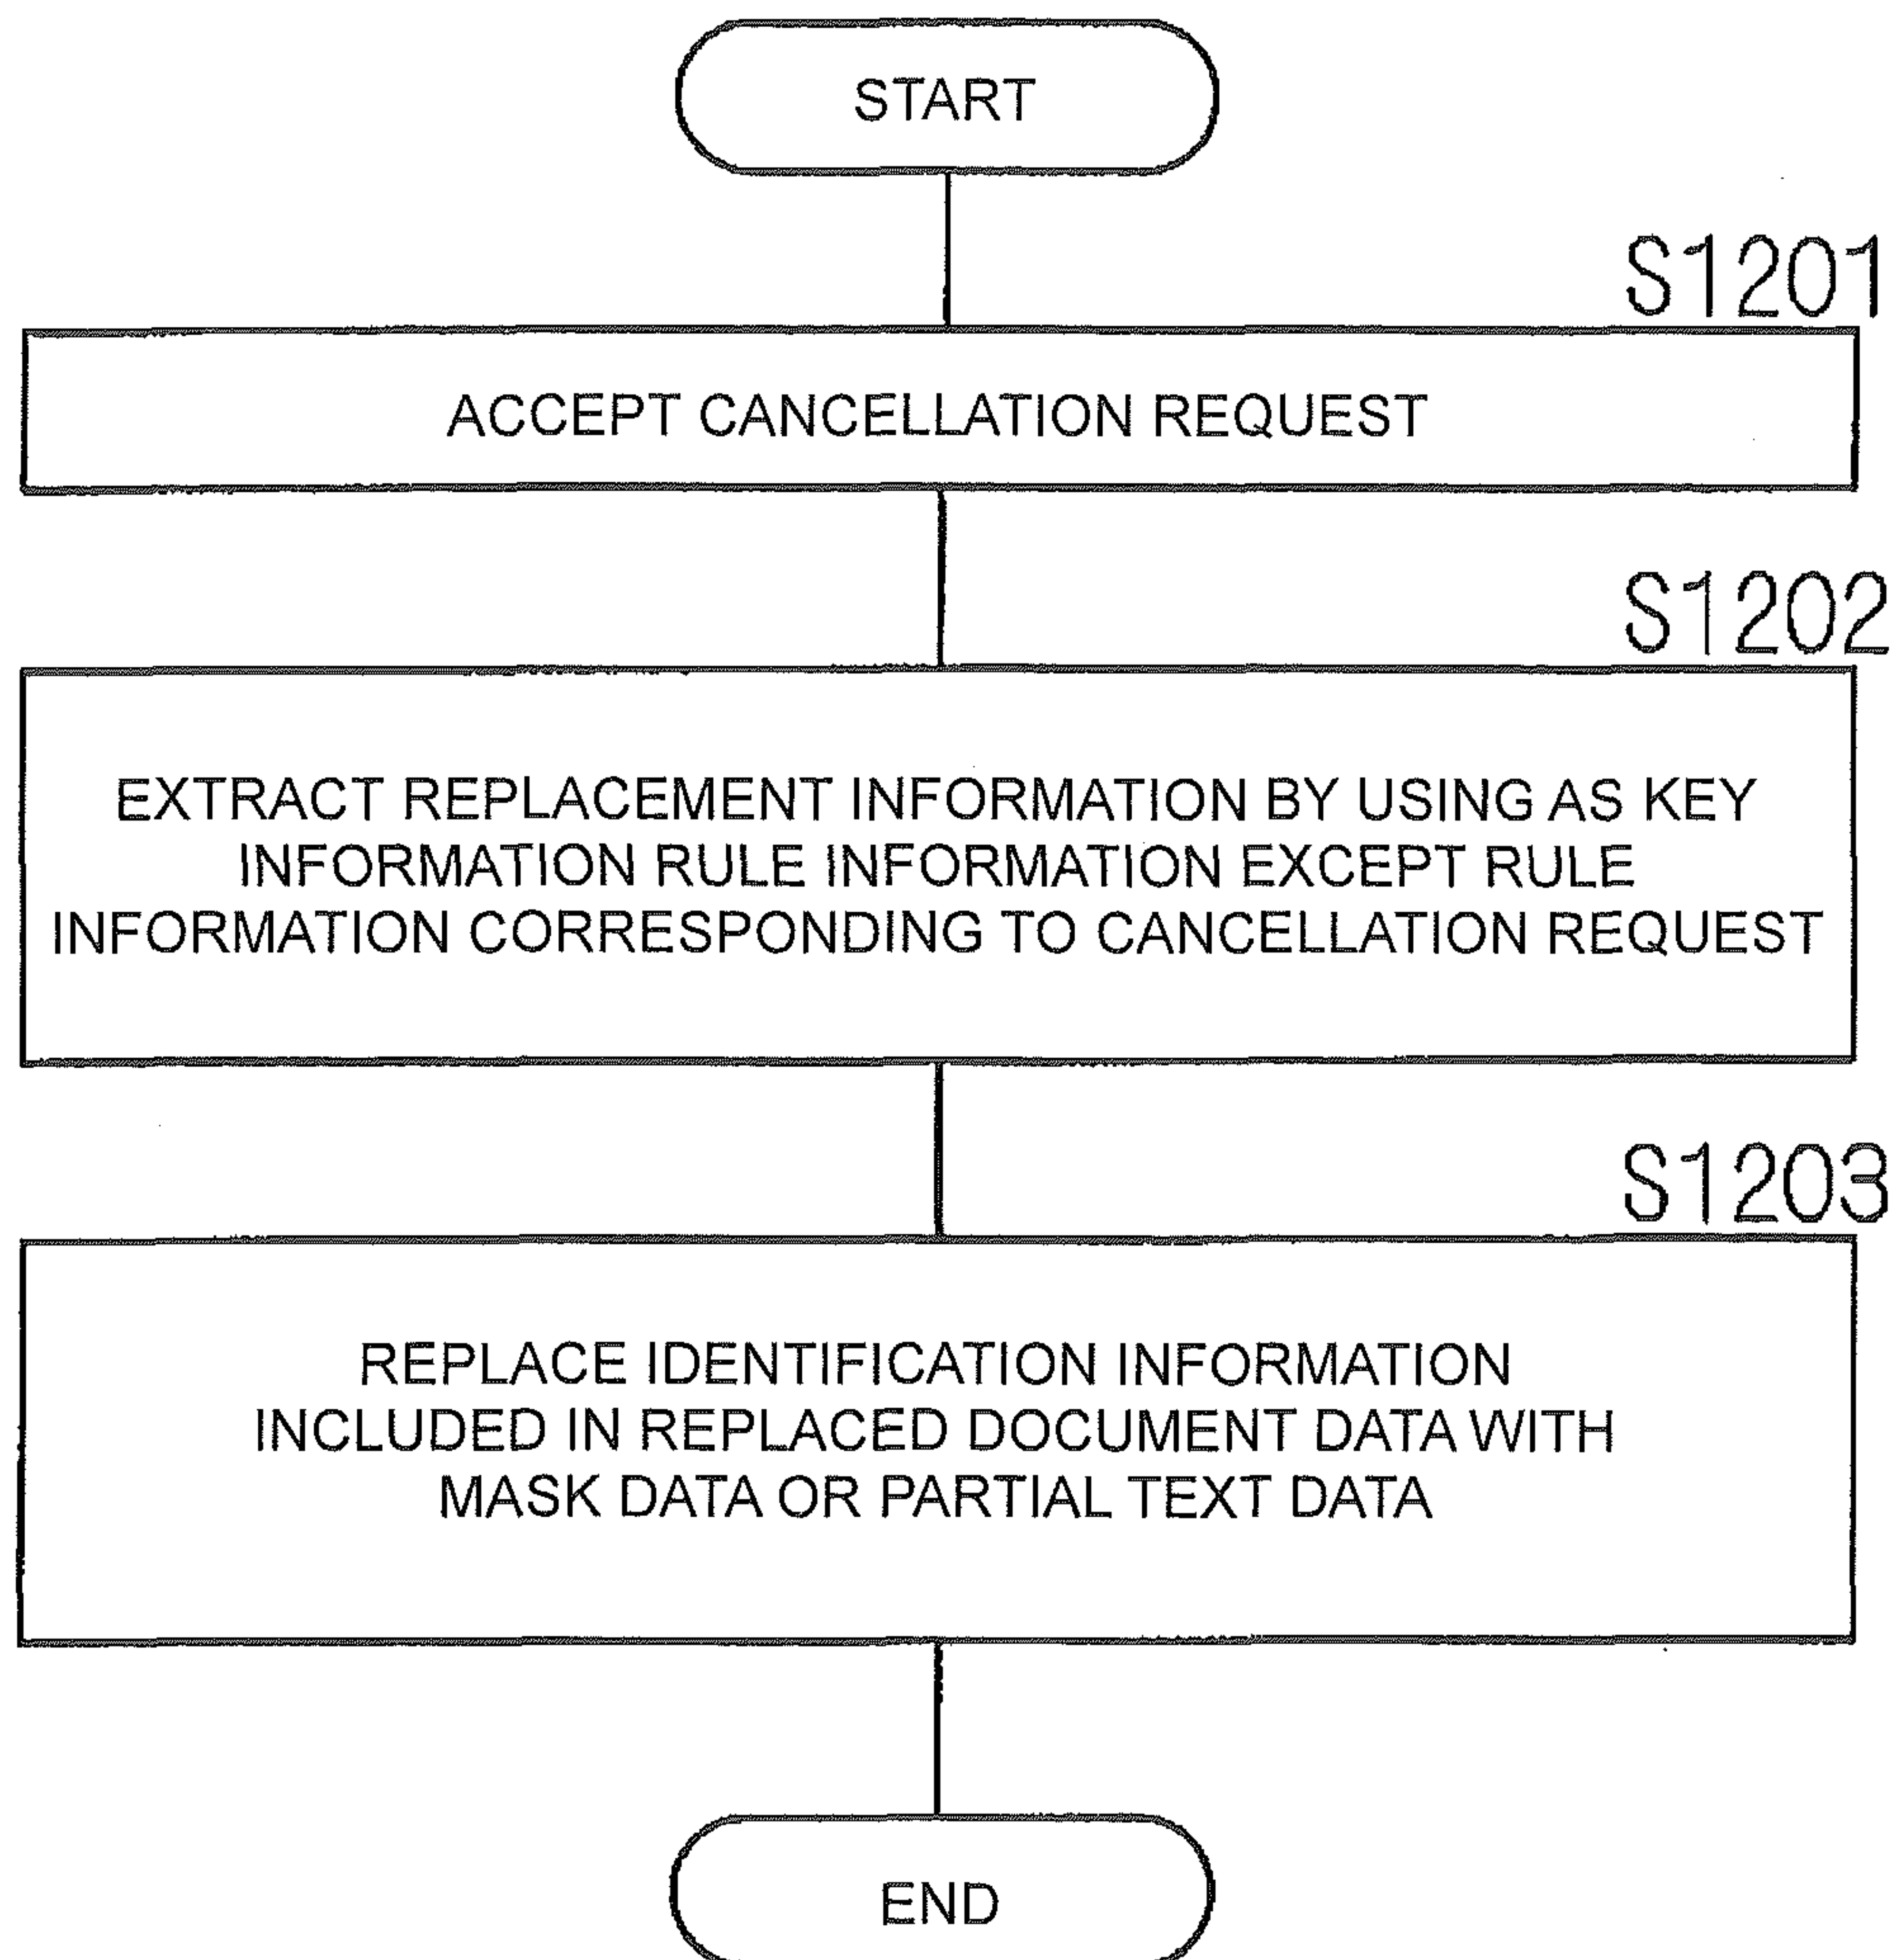 START
S1201
ACCEPT CANCELLATION REQUEST
S1202
EXTRACT REPLACEMENT INFORMATION BY USING AS KEY
INFORMATION RULE INFORMATION EXCEPT RULE
INFORMATION CORRESPONDING TO CANCELLATION REQUEST
S1203
REPLACE IDENTIFICATION INFORMATION
INCLUDED IN REPLACED DOCUMENT DATA WITH
MASK DATA OR PARTIAL TEXT DATA
END